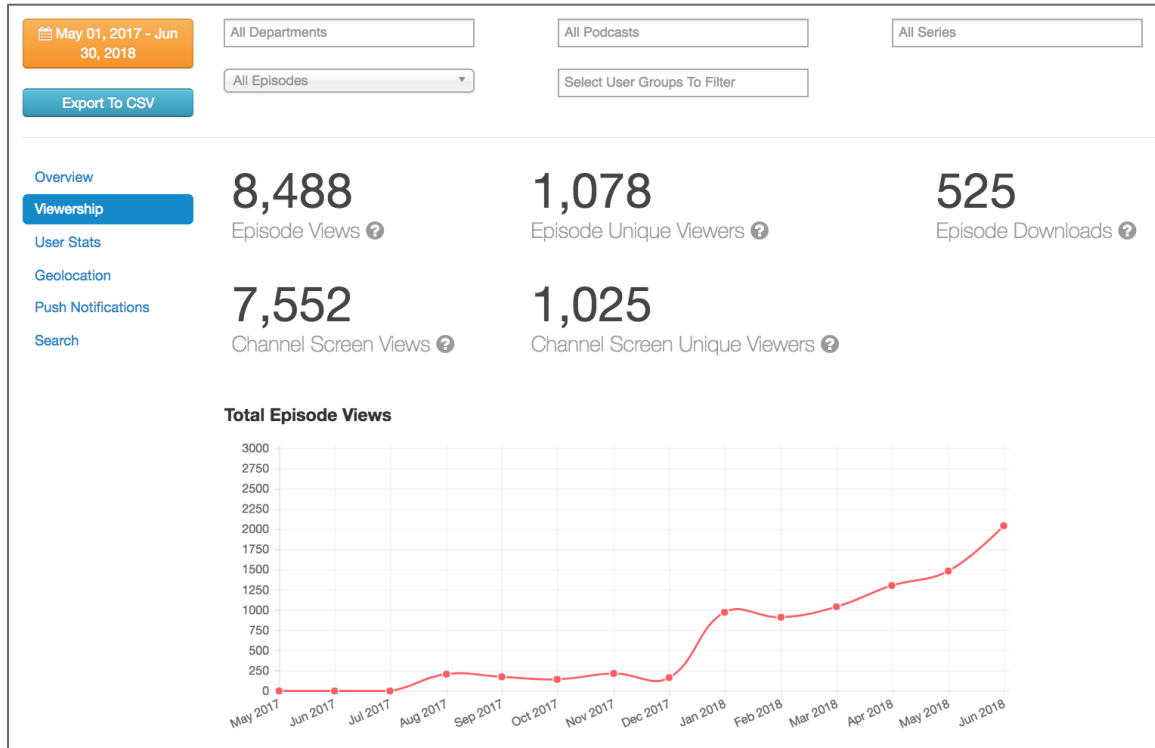 May 01, 2017 - Jun
30, 2018
All Departments
All Podcasts
All Series
All Episodes
Select User Groups To Filter
Export To CSV
Overview
Viewership
User Stats
Geolocation
Push Notifications
Search
8,488
Episode Views ?
1,078
Episode Unique Viewers ?
525
Episode Downloads ?
7,552
Channel Screen Views ?
1,025
Channel Screen Unique Viewers ?
Total Episode Views
3000
2750
2500
2250
2000
1750
1500
1250
1000
750
500
250
0
May 2017
Jun 2017
Jul 2017
Aug 2017
Sep 2017
Oct 2017
Nov 2017
Dec 2017
Jan 2018
Feb 2018
Mar 2018
Apr 2018
May 2018
Jun 2018